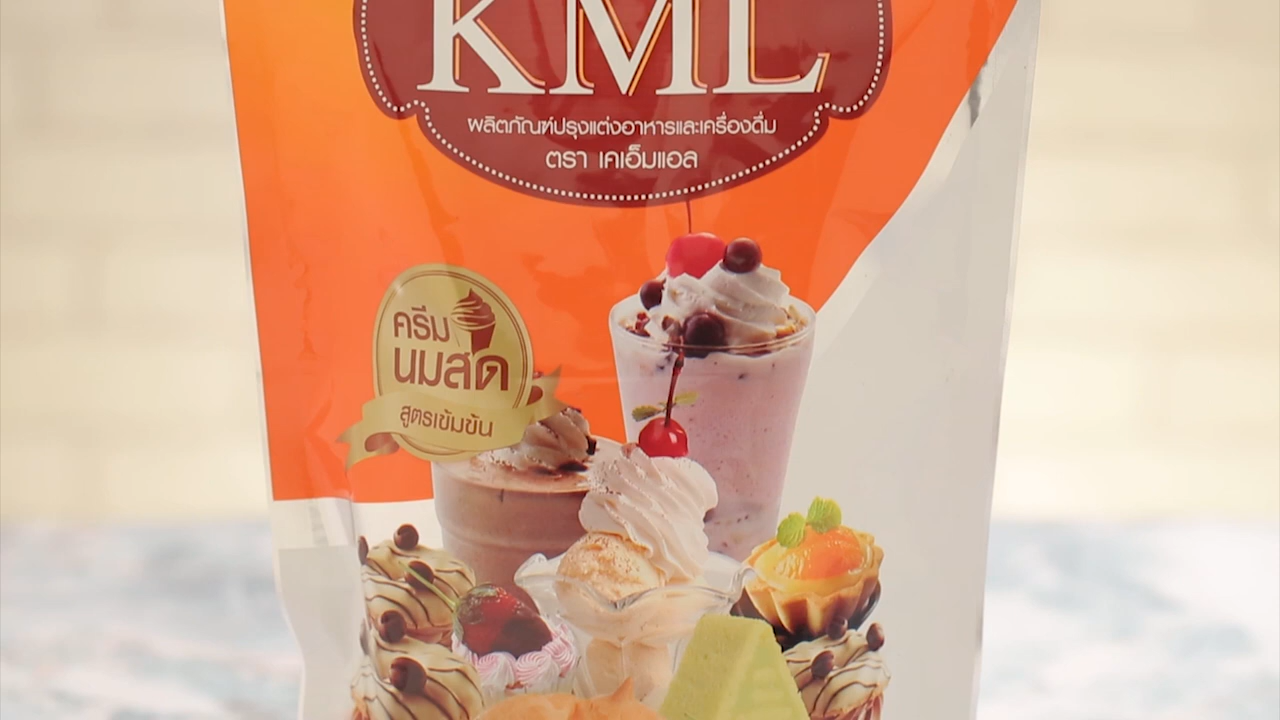 KML
ผลิตภัณฑ์ปรุงแต่งอาหารและเครื่องดื่ม
ตรา เคเอ็มแอล
ครีม
นมสด
สูตรเข้มข้น